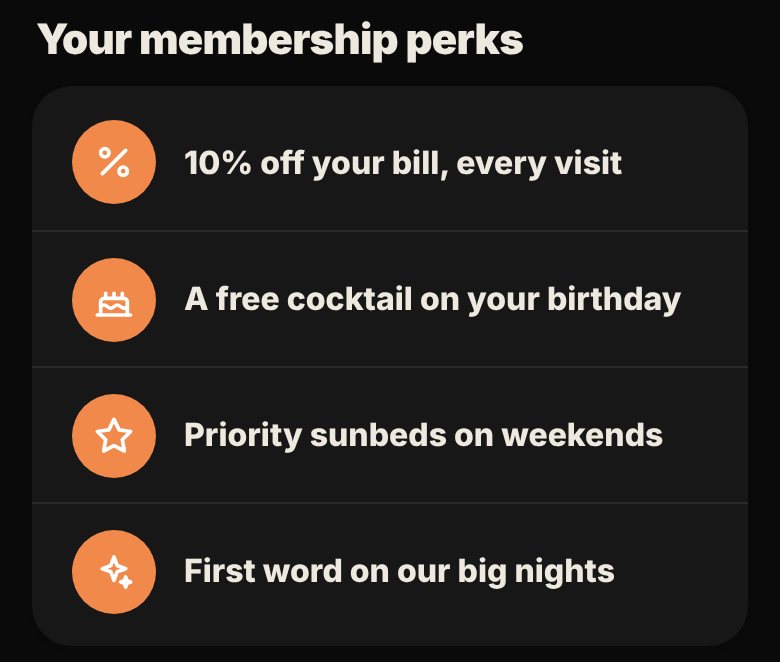 Your membership perks
10% off your bill, every visit
A free cocktail on your birthday
Priority sunbeds on weekends
First word on our big nights